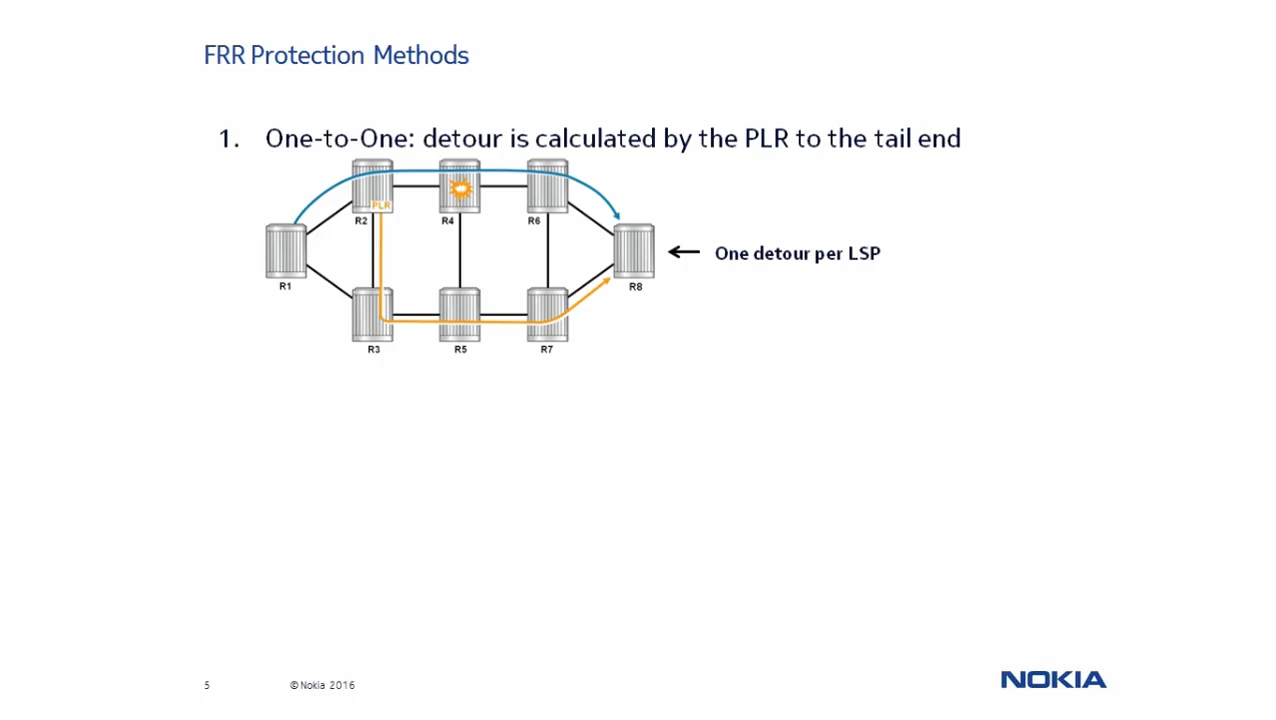 FRR Protection Methods
1. One-to-One: detour is calculated by the PLR to the tail end
PLR
R2
R4
R6
R1
One detour per LSP
R8
R3
R5
R7
5
© Nokia 2016
NOKIA